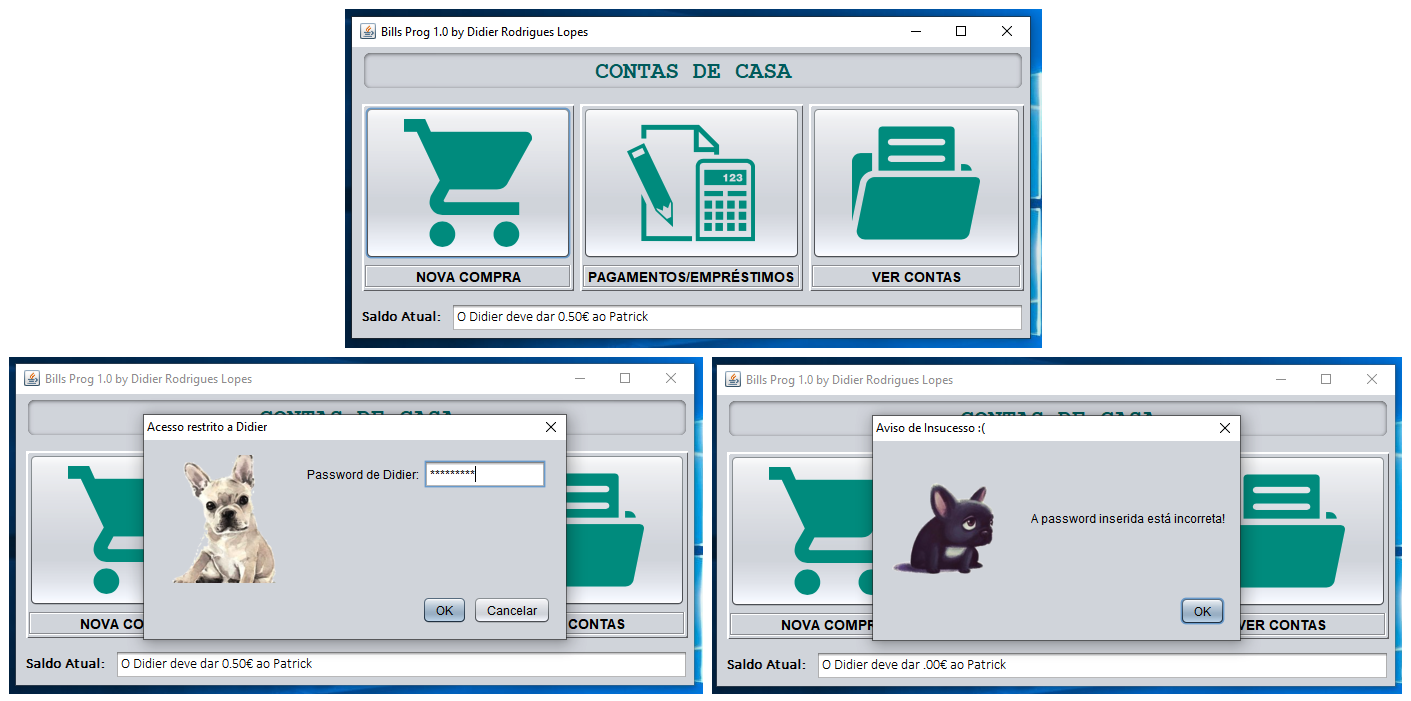 Bills Prog 1.0 by Didier Rodrigues Lopes
CONTAS DE CASA
123
NOVA COMPRA
PAGAMENTOS/EMPRÉSTIMOS
VER CONTAS
Saldo Atual: O Didier deve dar 0.50€ ao Patrick
Bills Prog 1.0 by Didier Rodrigues Lopes
CONTAS DE CASA
Acesso restrito a Didier
Password de Didier: *********
OK Cancelar
NOVA CO
CONTAS
Saldo Atual: O Didier deve dar 0.50€ ao Patrick
Bills Prog 1.0 by Didier Rodrigues Lopes
CONTAS DE CASA
Aviso de Insucesso :(
A password inserida está incorreta!
OK
NOVA COMPR
VER CONTAS
Saldo Atual: O Didier deve dar .00€ ao Patrick